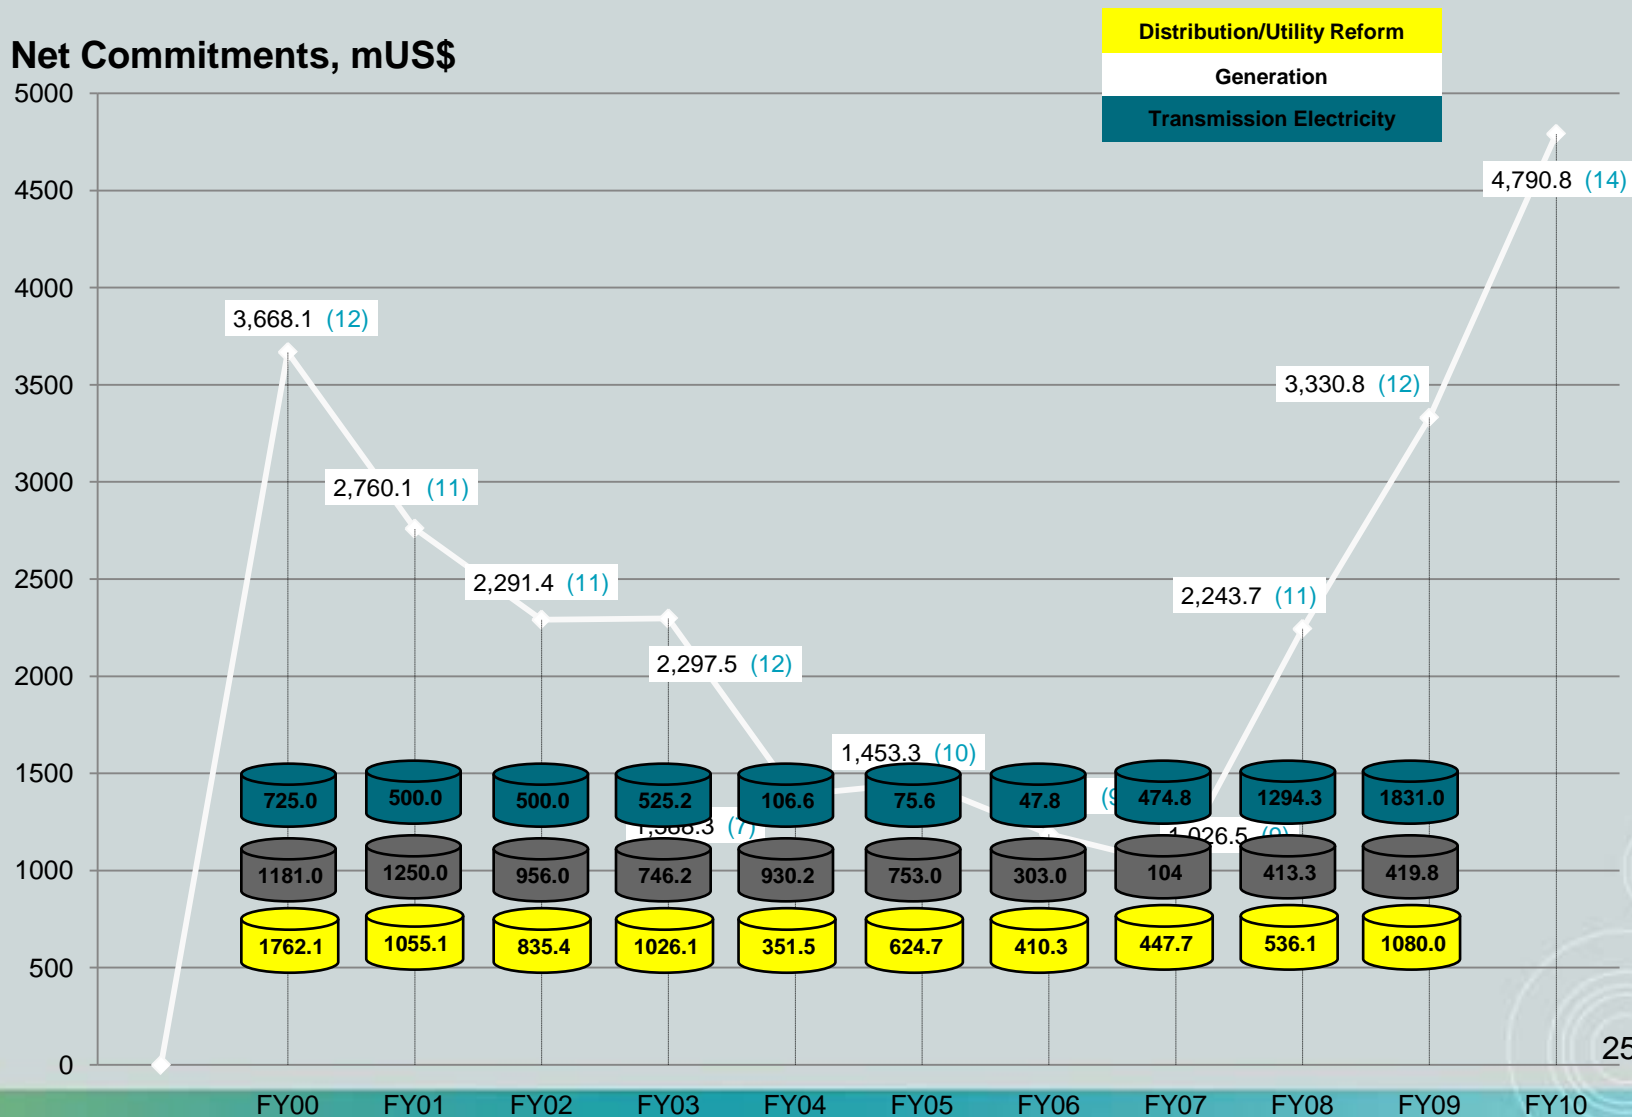 Distribution/Utility Reform
Net Commitments, mUS$
Generation
Transmission Electricity
5000
4500
4,790.8 (14)
4000
3,668.1 (12)
3500
3,330.8 (12)
3000
2,760.1 (11)
2500
2,291.4 (11)
2,243.7 (11)
2,297.5 (12)
2000
1,453.3 (10)
1500
725.0 500.0 500.0 525.2 106.6 75.6 47.8 474.8 1294.3 1831.0
(7)
1,026.5 (9)
1000
1181.0 1250.0 956.0 746.2 930.2 753.0 303.0 104 413.3 419.8
1762.1 1055.1 835.4 1026.1 351.5 624.7 410.3 447.7 536.1 1080.0
500
0
25
FY00 FY01 FY02 FY03 FY04 FY05 FY06 FY07 FY08 FY09 FY10